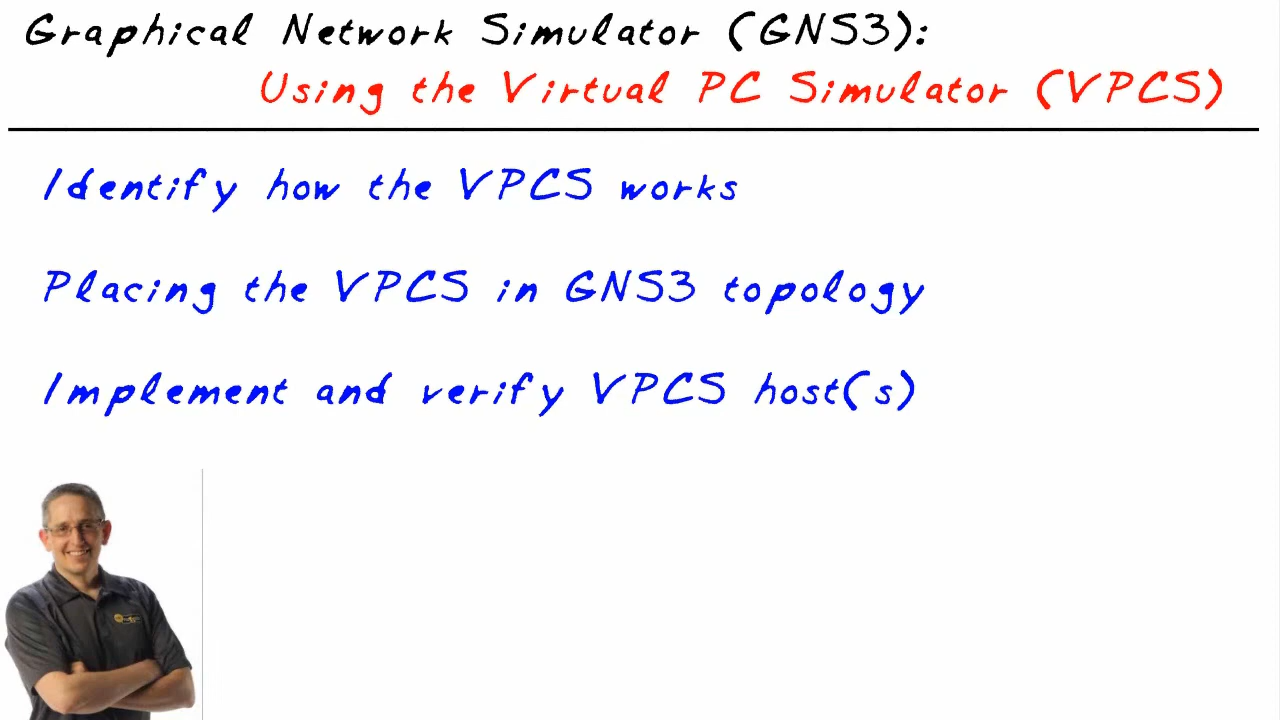 Graphical Network Simulator (GNS3):
Using the Virtual PC Simulator (VPCS)
Identify how the VPCS works
Placing the VPCS in GNS3 topology
Implement and verify VPCS host(s)